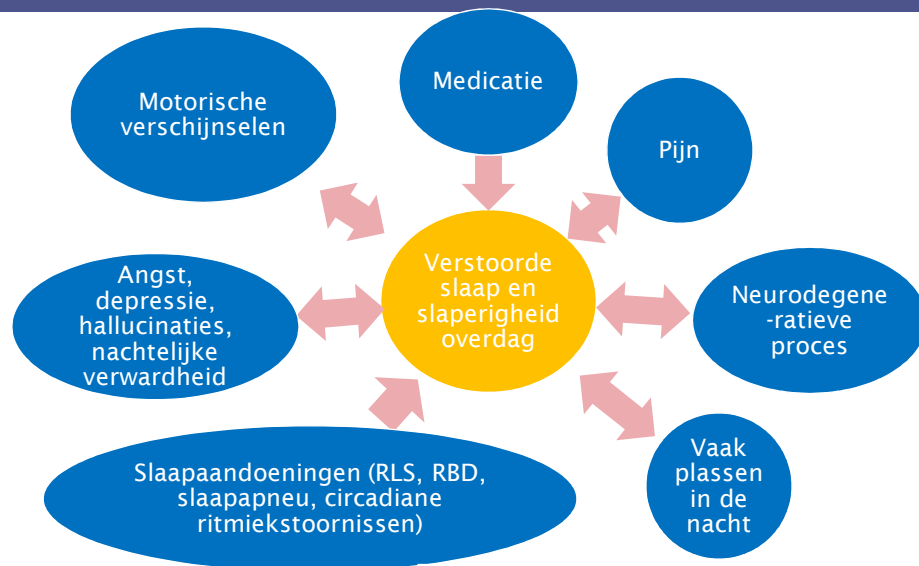 Medicatie
Motorische
verschijnselen
Pijn
Verstoorde
slaap en
slaperigheid
overdag
Angst,
depressie,
hallucinaties,
nachtelijke
verwardheid
Neurodegene
-ratieve
proces
Slaapaandoeningen (RLS, RBD,
slaapapneu, circadiane
ritmiekstoornissen)
Vaak
plassen
in de
nacht